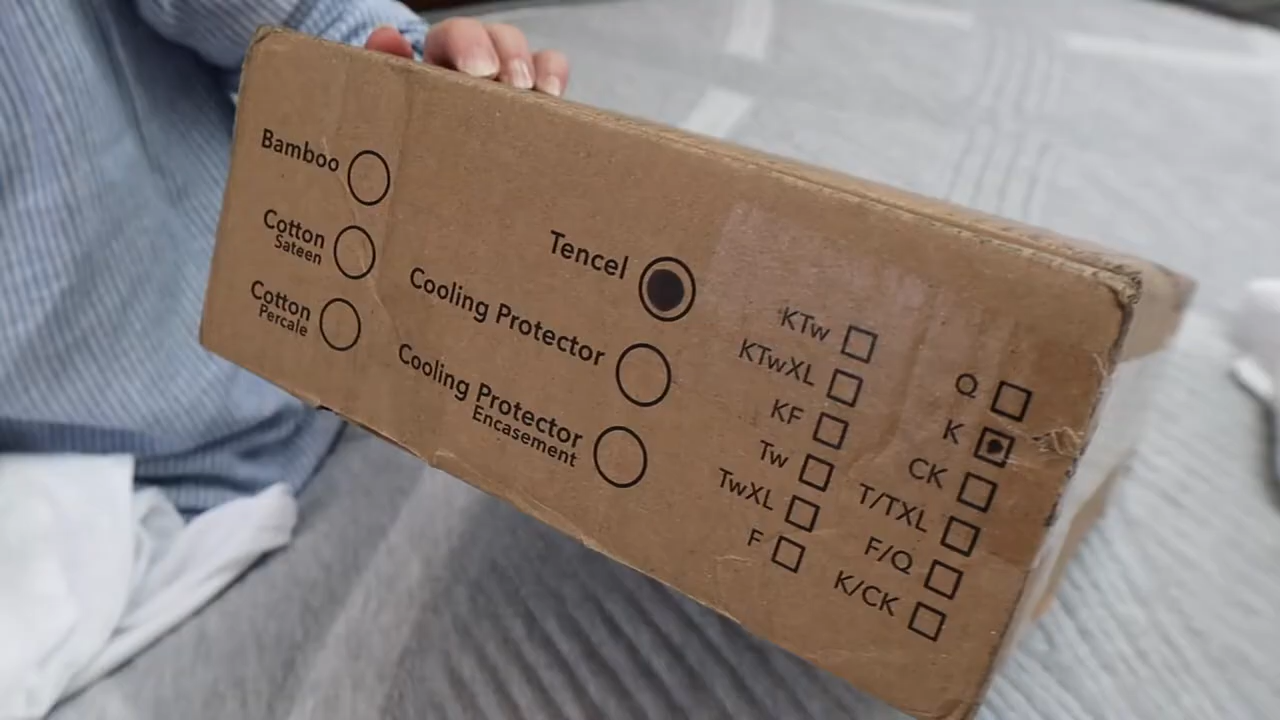 Bamboo
Cotton
Sateen
Cotton
Percale
Tencel
Cooling Protector
Cooling Protector
Encasement
KTw
KTwXL
KF
Tw
TwXL
F
Q
K
CK
T/TXL
F/Q
K/CK